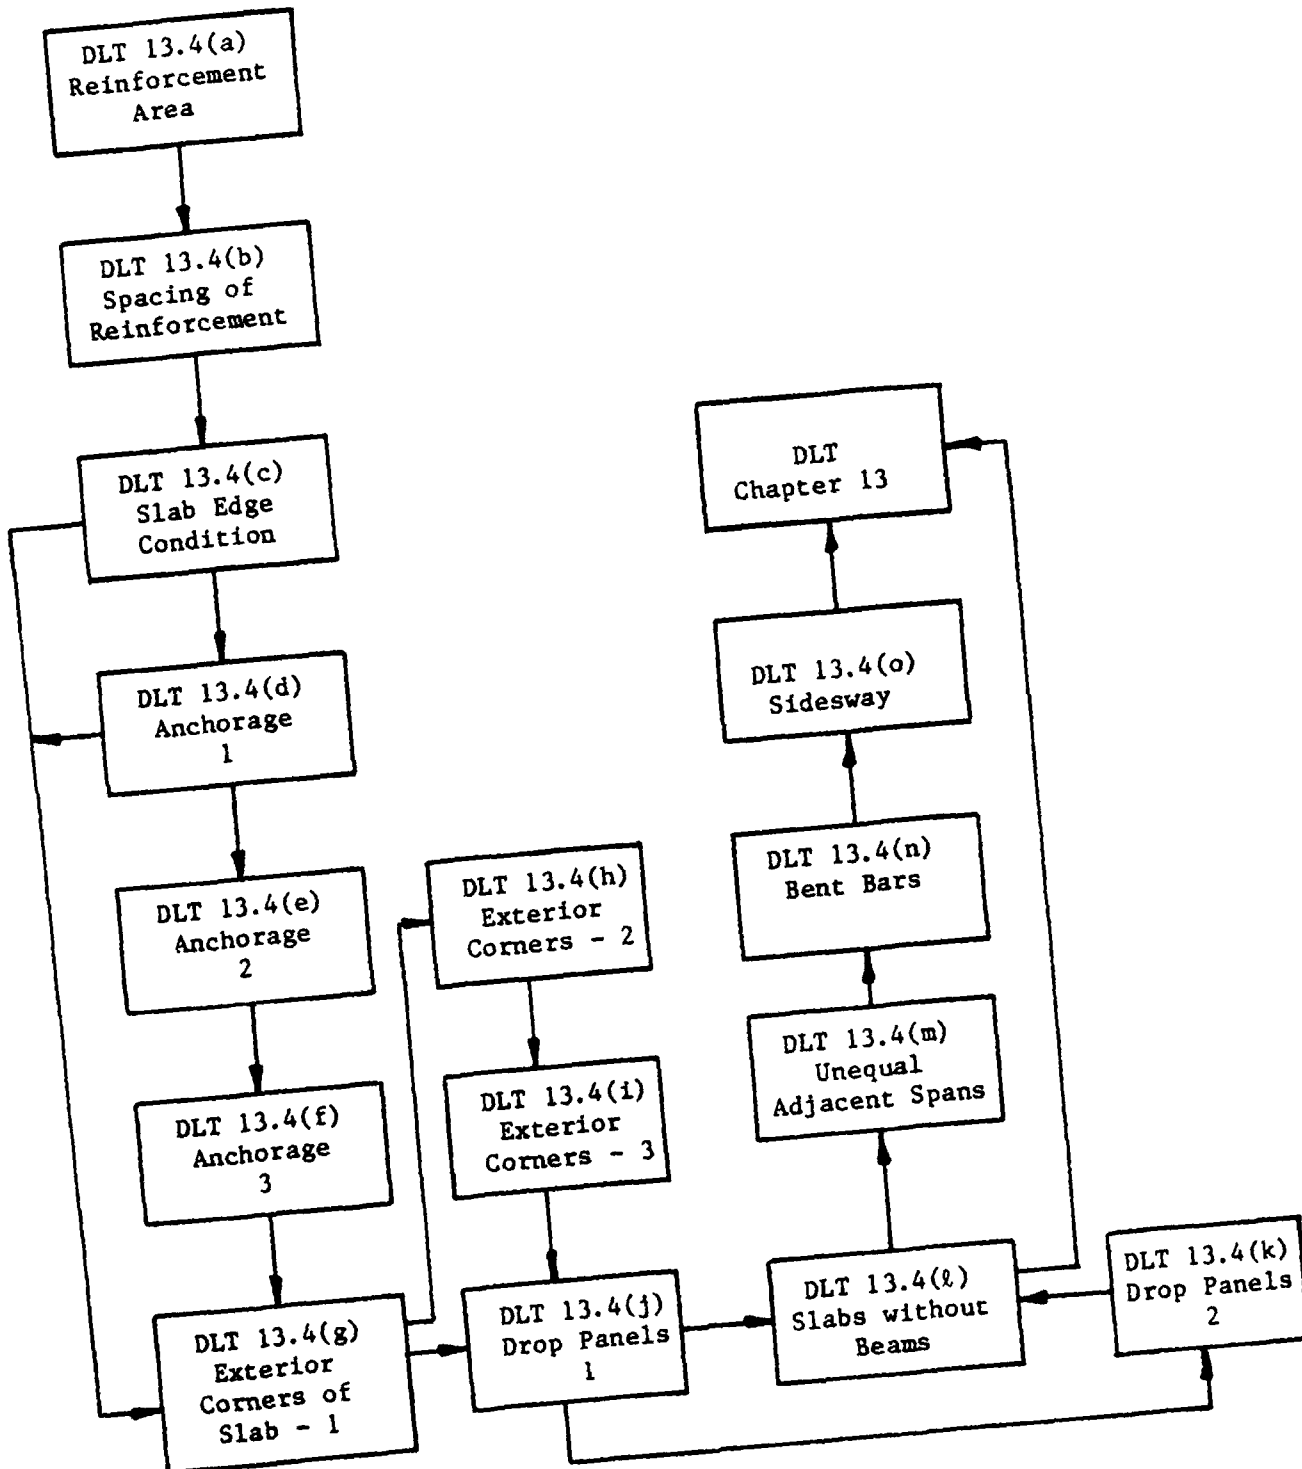 DLT 13.4(a)
Reinforcement
Area
DLT 13.4(b)
Spacing of
Reinforcement
DLT 13.4(c)
Slab Edge
Condition
DLT 13.4(d)
Anchorage
1
DLT 13.4(e)
Anchorage
2
DLT 13.4(f)
Anchorage
3
DLT 13.4(g)
Exterior
Corners of
Slab - 1
DLT 13.4(h)
Exterior
Corners - 2
DLT 13.4(i)
Exterior
Corners - 3
DLT 13.4(j)
Drop Panels
1
DLT 13.4(k)
Drop Panels
2
DLT 13.4(ℓ)
Slabs without
Beams
DLT 13.4(m)
Unequal
Adjacent Spans
DLT 13.4(n)
Bent Bars
DLT 13.4(o)
Sidesway
DLT
Chapter 13